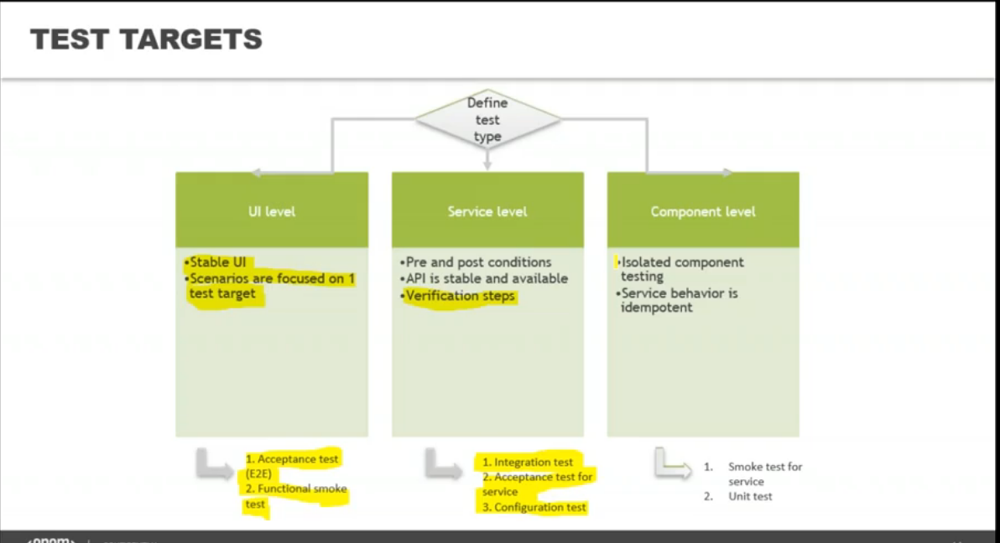 TEST TARGETS
Define
test
type
UI level
•Stable UI
•Scenarios are focused on 1
test target
1. Acceptance test
(E2E)
2. Functional smoke
test
Service level
•Pre and post conditions
•API is stable and available
•Verification steps
1. Integration test
2. Acceptance test for
service
3. Configuration test
Component level
•Isolated component
testing
•Service behavior is
idempotent
1. Smoke test for
service
2. Unit test